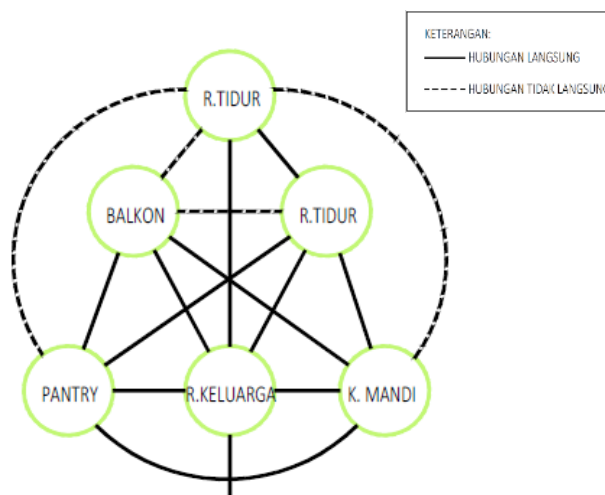 KETERANGAN:
HUBUNGAN LANGSUNG
HUBUNGAN TIDAK LANGSUNG
R.TIDUR
BALKON
R.TIDUR
PANTRY
R.KELUARGA
K. MANDI